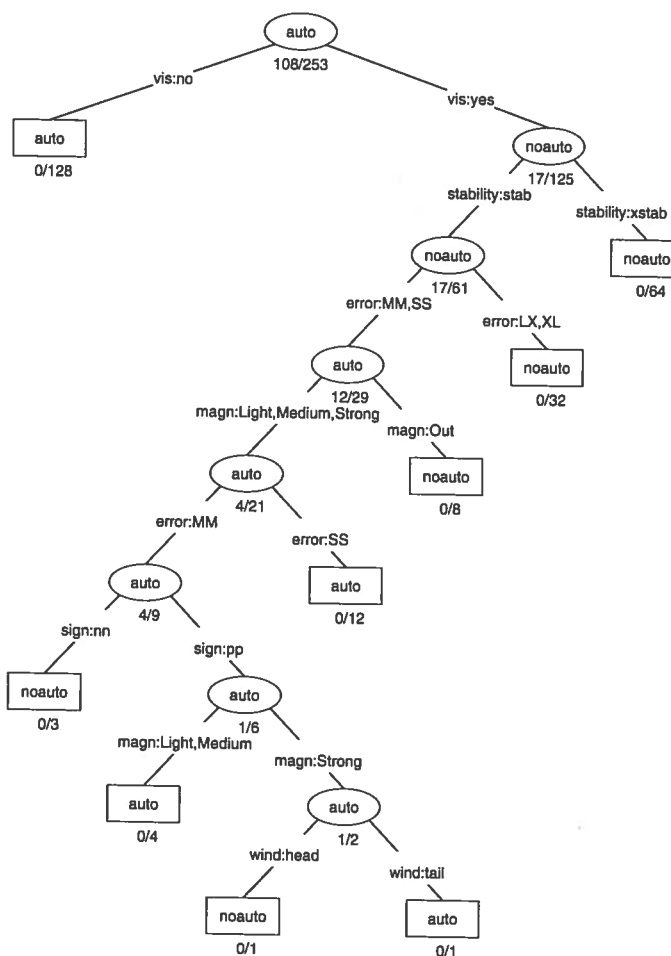 auto
108/253
vis:no
vis:yes
auto
0/128
noauto
17/125
stability:stab
stability:xstab
noauto
17/61
noauto
0/64
error:MM,SS
error:LX,XL
auto
12/29
noauto
0/32
magn:Light,Medium,Strong
magn:Out
auto
4/21
noauto
0/8
error:MM
error:SS
auto
4/9
auto
0/12
sign:nn
sign:pp
noauto
0/3
auto
1/6
magn:Light,Medium
magn:Strong
auto
0/4
auto
1/2
wind:head
wind:tail
noauto
0/1
auto
0/1